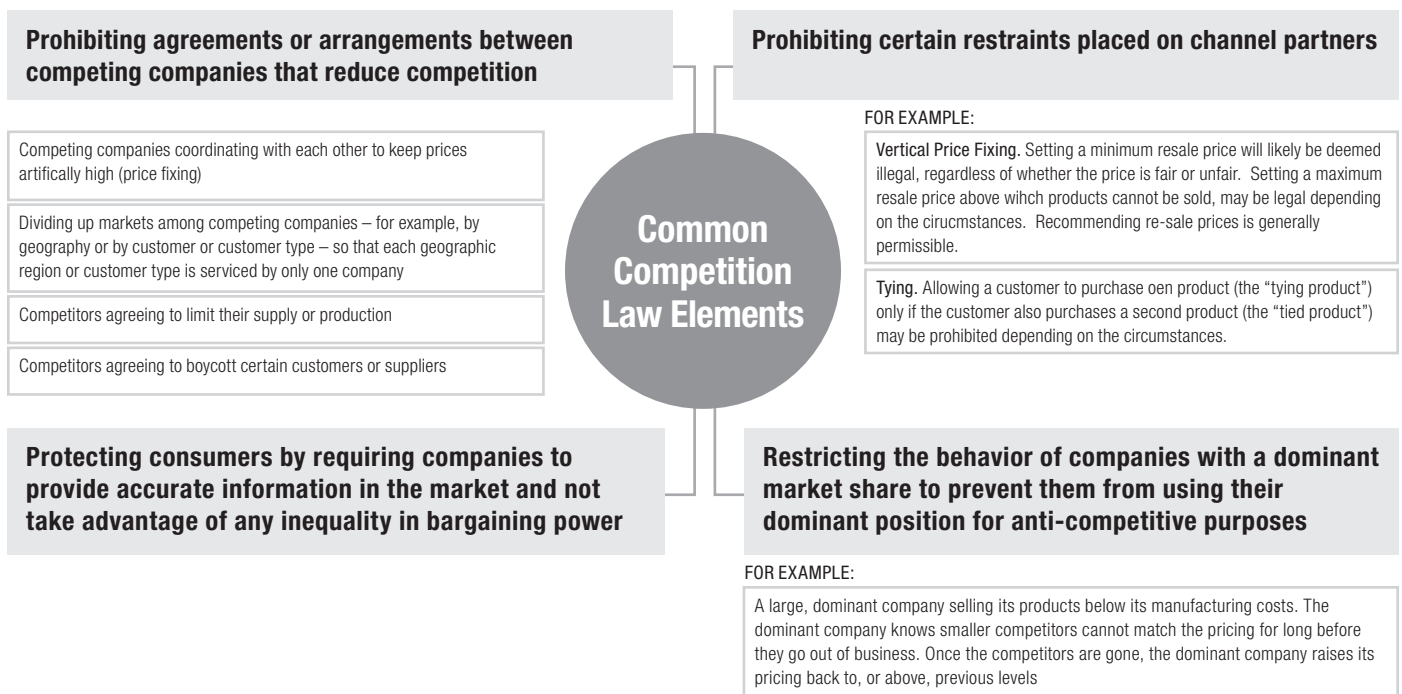 Prohibiting agreements or arrangements between
competing companies that reduce competition
Competing companies coordinating with each other to keep prices
artifically high (price fixing)
Dividing up markets among competing companies – for example, by
geography or by customer or customer type – so that each geographic
region or customer type is serviced by only one company
Competitors agreeing to limit their supply or production
Competitors agreeing to boycott certain customers or suppliers
Prohibiting certain restraints placed on channel partners
FOR EXAMPLE:
Vertical Price Fixing. Setting a minimum resale price will likely be deemed
illegal, regardless of whether the price is fair or unfair. Setting a maximum
resale price above wihch products cannot be sold, may be legal depending
on the cirucmstances. Recommending re-sale prices is generally
permissible.
Tying. Allowing a customer to purchase oen product (the “tying product”)
only if the customer also purchases a second product (the “tied product”)
may be prohibited depending on the circumstances.
Common
Competition
Law Elements
Protecting consumers by requiring companies to
provide accurate information in the market and not
take advantage of any inequality in bargaining power
Restricting the behavior of companies with a dominant
market share to prevent them from using their
dominant position for anti-competitive purposes
FOR EXAMPLE:
A large, dominant company selling its products below its manufacturing costs. The
dominant company knows smaller competitors cannot match the pricing for long before
they go out of business. Once the competitors are gone, the dominant company raises its
pricing back to, or above, previous levels